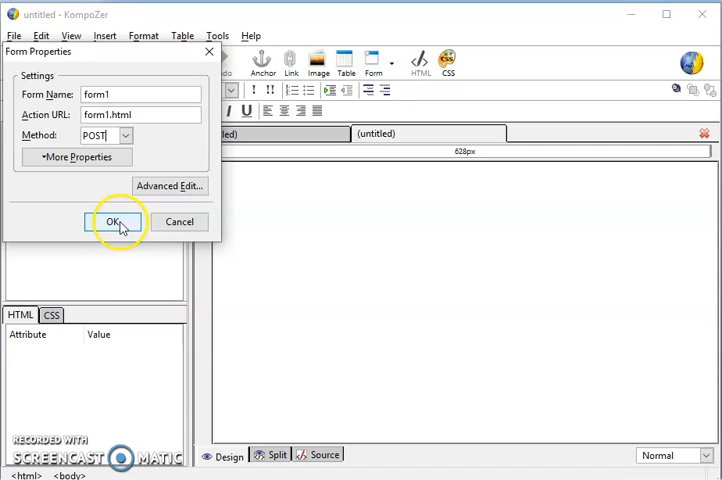 untitled - KompoZer
File Edit View Insert Format Table Tools Help
Form Properties
Anchor Link Image Table Form HTML CSS
Settings
Form Name: form1
Action URL: form1.html
Method: POST
More Properties
Advanced Edit...
OK Cancel
(untitled)
628px
HTML CSS
Attribute Value
RECORDED WITH
SCREENCAST MATIC
Design Split Source Normal
<html> <body>